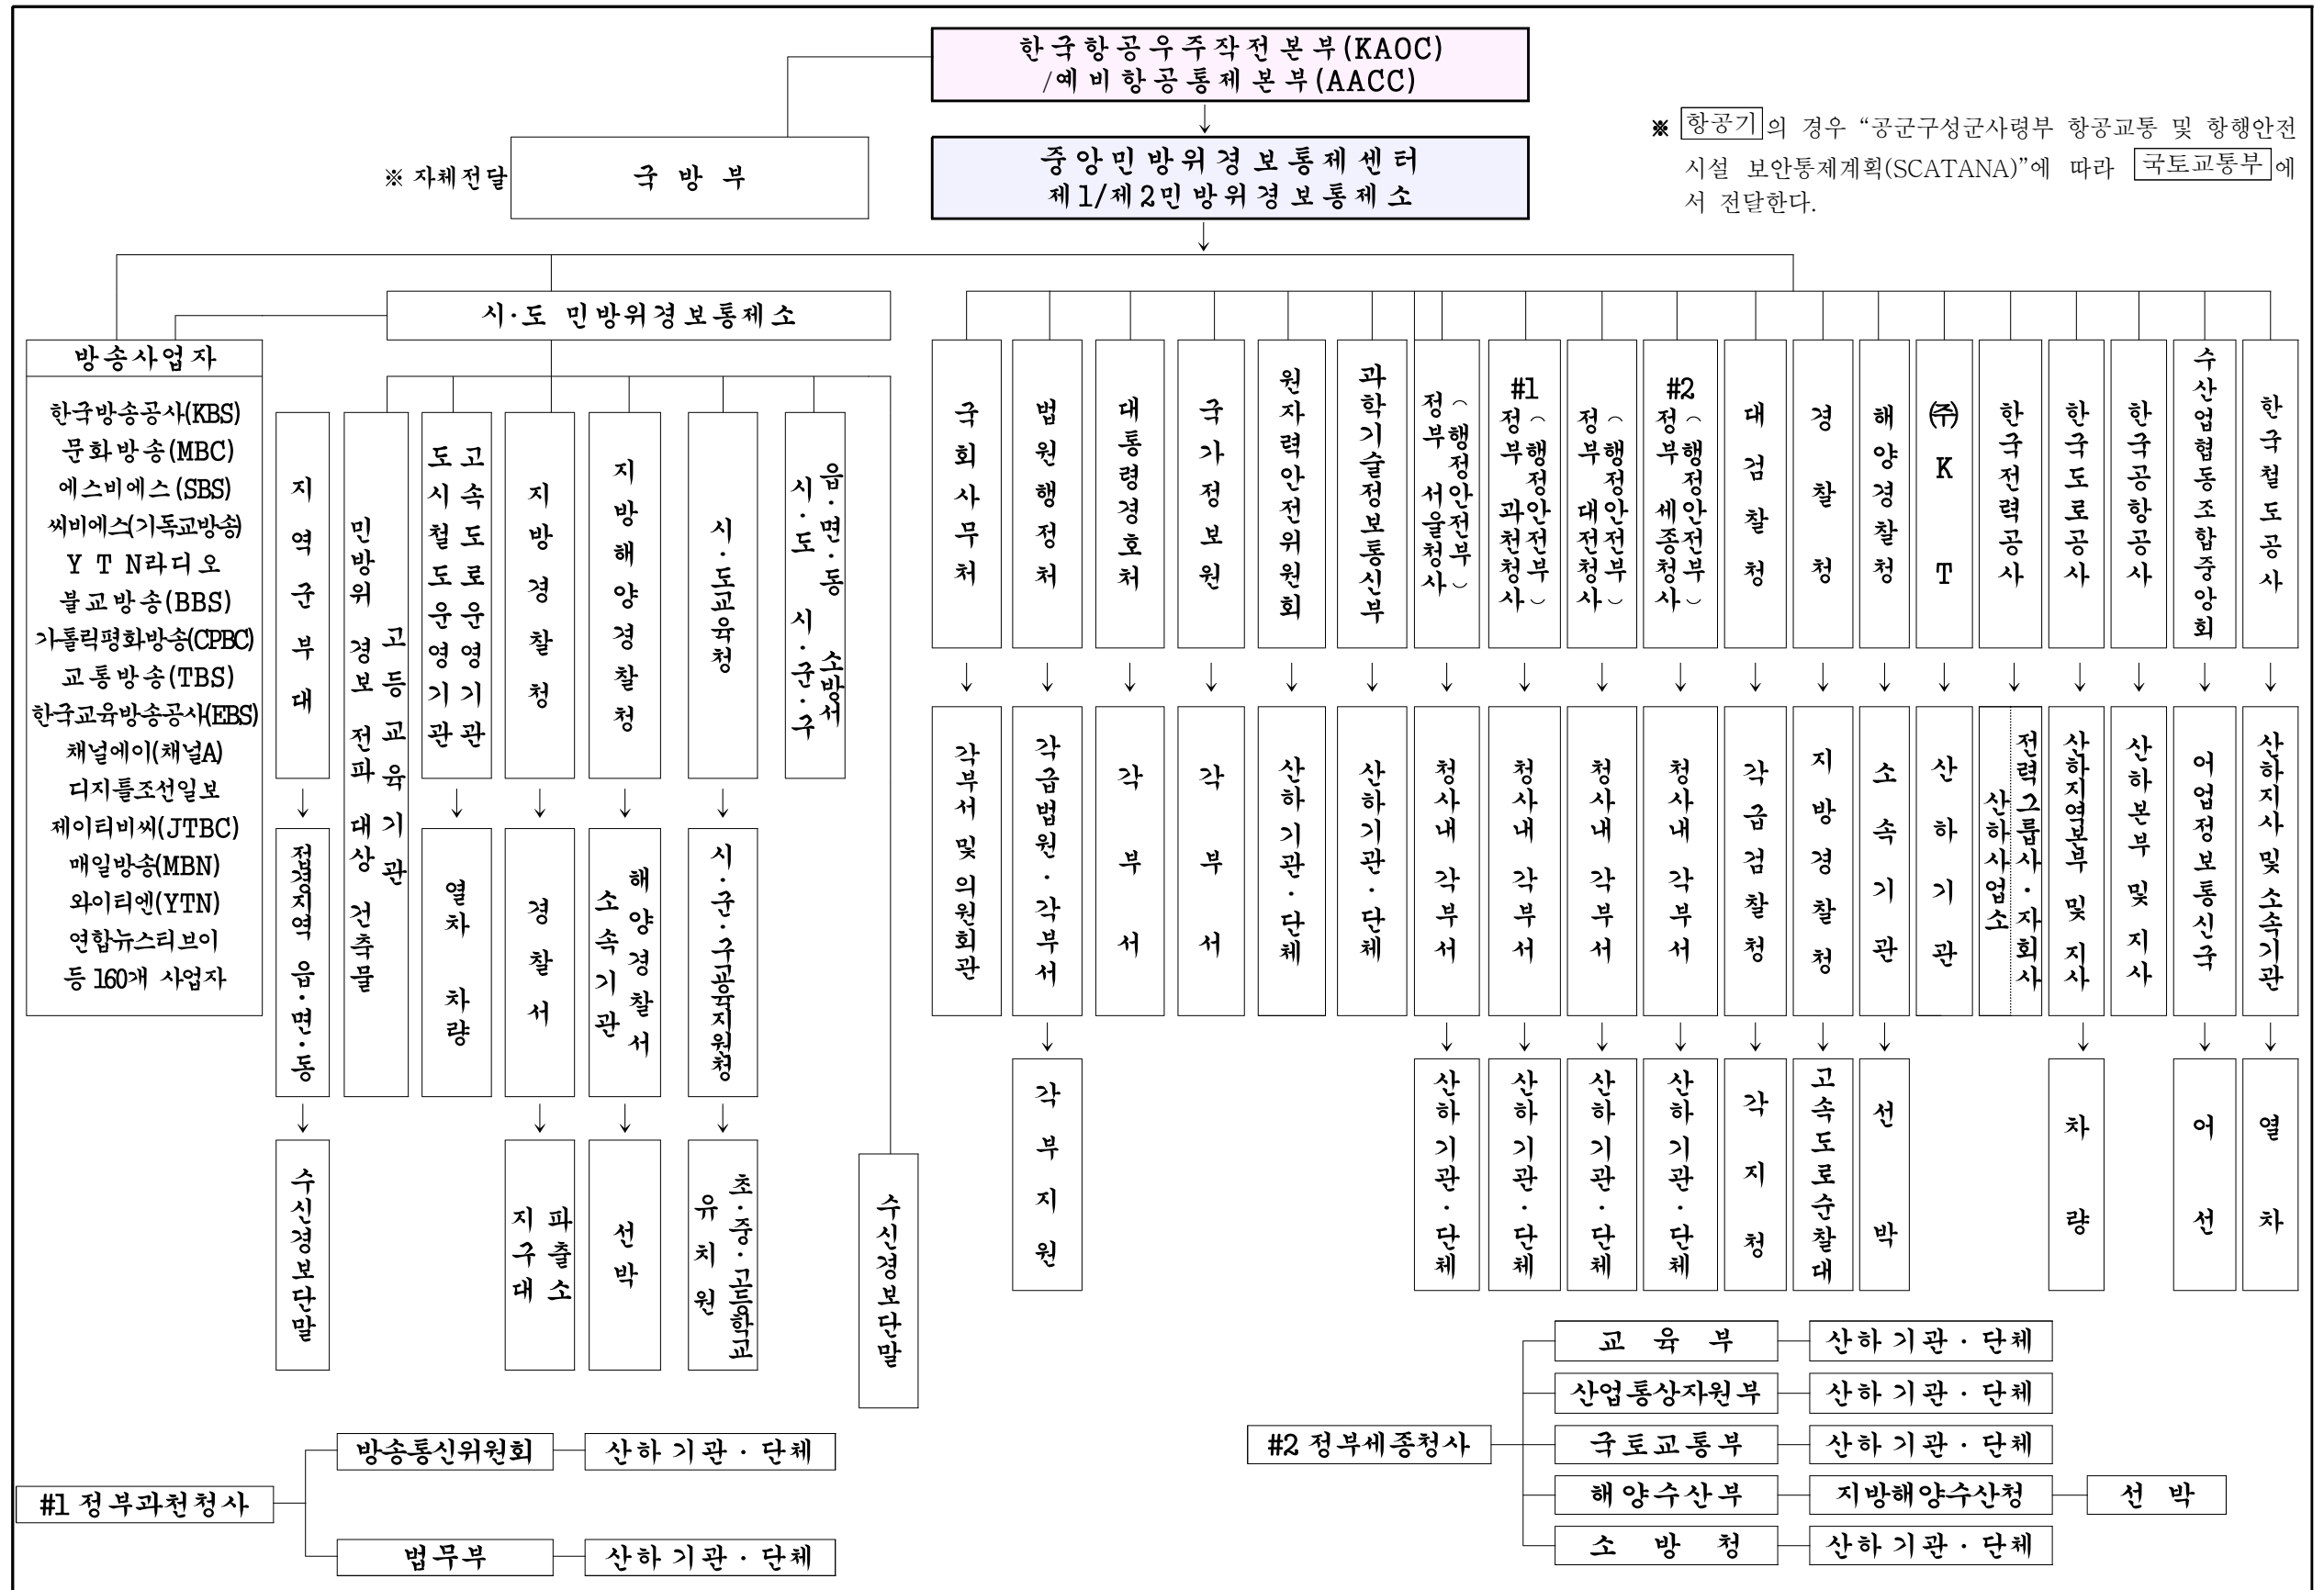 한국항공우주작전본부(KAOC)
/예비항공통제본부(AACC)
※ 항공기의 경우 “공군구성군사령부 항공교통 및 항행안전
시설 보안통제계획(SCATANA)”에 따라 국토교통부에
서 전달한다.
※ 자체전달
국 방 부
중앙민방위경보통제센터
제1/제2민방위경보통제소
시·도 민방위경보통제소
방송사업자
한국방송공사(KBS)
문화방송(MBC)
에스비에스(SBS)
씨비에스(기독교방송)
Y T N라디오
불교방송(BBS)
가톨릭평화방송(CPBC)
교통방송(TBS)
한국교육방송공사(EBS)
채널에이(채널A)
디지틀조선일보
제이티비씨(JTBC)
매일방송(MBN)
와이티엔(YTN)
연합뉴스티브이
등 160개 사업자
지역군부대
접경지역 읍·면·동
수신경보단말
고등교육기관
민방위 경보 전파 대상 건축물
고속도로운영기관
도시철도운영기관
열차 차량
지방경찰청
경찰서
파출소
지구대
지방해양경찰청
해양경찰서
소속기관
선박
시·도교육청
시·군·구교육지원청
초·중·고등학교
유치원
읍·면·동 소방서
시·도 시·군·구
수신경보단말
국회사무처
각부서 및 의원회관
법원행정처
각급법원·각부서
각부지원
대통령경호처
각부서
국가정보원
각부서
원자력안전위원회
산하기관·단체
과학기술정보통신부
산하기관·단체
(행정안전부)
정부 서울청사
청사내 각부서
산하기관·단체
#1
(행정안전부)
정부 과천청사
청사내 각부서
산하기관·단체
(행정안전부)
정부 대전청사
청사내 각부서
산하기관·단체
#2
(행정안전부)
정부 세종청사
청사내 각부서
산하기관·단체
대검찰청
각급검찰청
각지청
경찰청
지방경찰청
고속도로순찰대
해양경찰청
소속기관
선박
㈜KT
산하기관
한국전력공사
전력그룹사·자회사
산하사업소
한국도로공사
산하지역본부 및 지사
차량
한국공항공사
산하본부 및 지사
수산업협동조합중앙회
어업정보통신국
어선
한국철도공사
산하지사 및 소속기관
열차
#1 정부과천청사
방송통신위원회
산하기관·단체
법무부
산하기관·단체
#2 정부세종청사
교 육 부
산하기관·단체
산업통상자원부
산하기관·단체
국토교통부
산하기관·단체
해양수산부
지방해양수산청
선 박
소 방 청
산하기관·단체